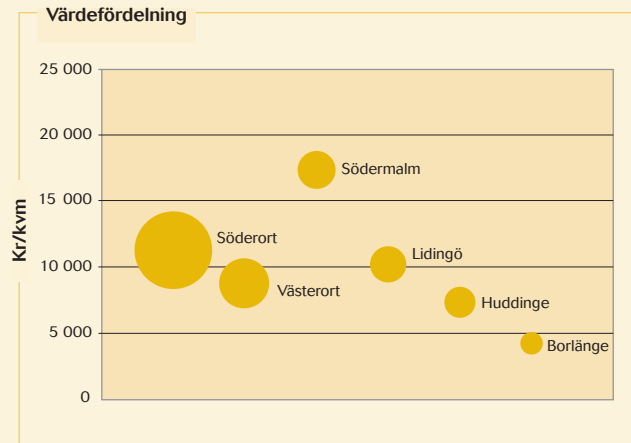 Värdefördelning
Kr/kvm
25 000
20 000
15 000
10 000
5 000
0
Södermalm
Söderort
Lidingö
Västerort
Huddinge
Borlänge